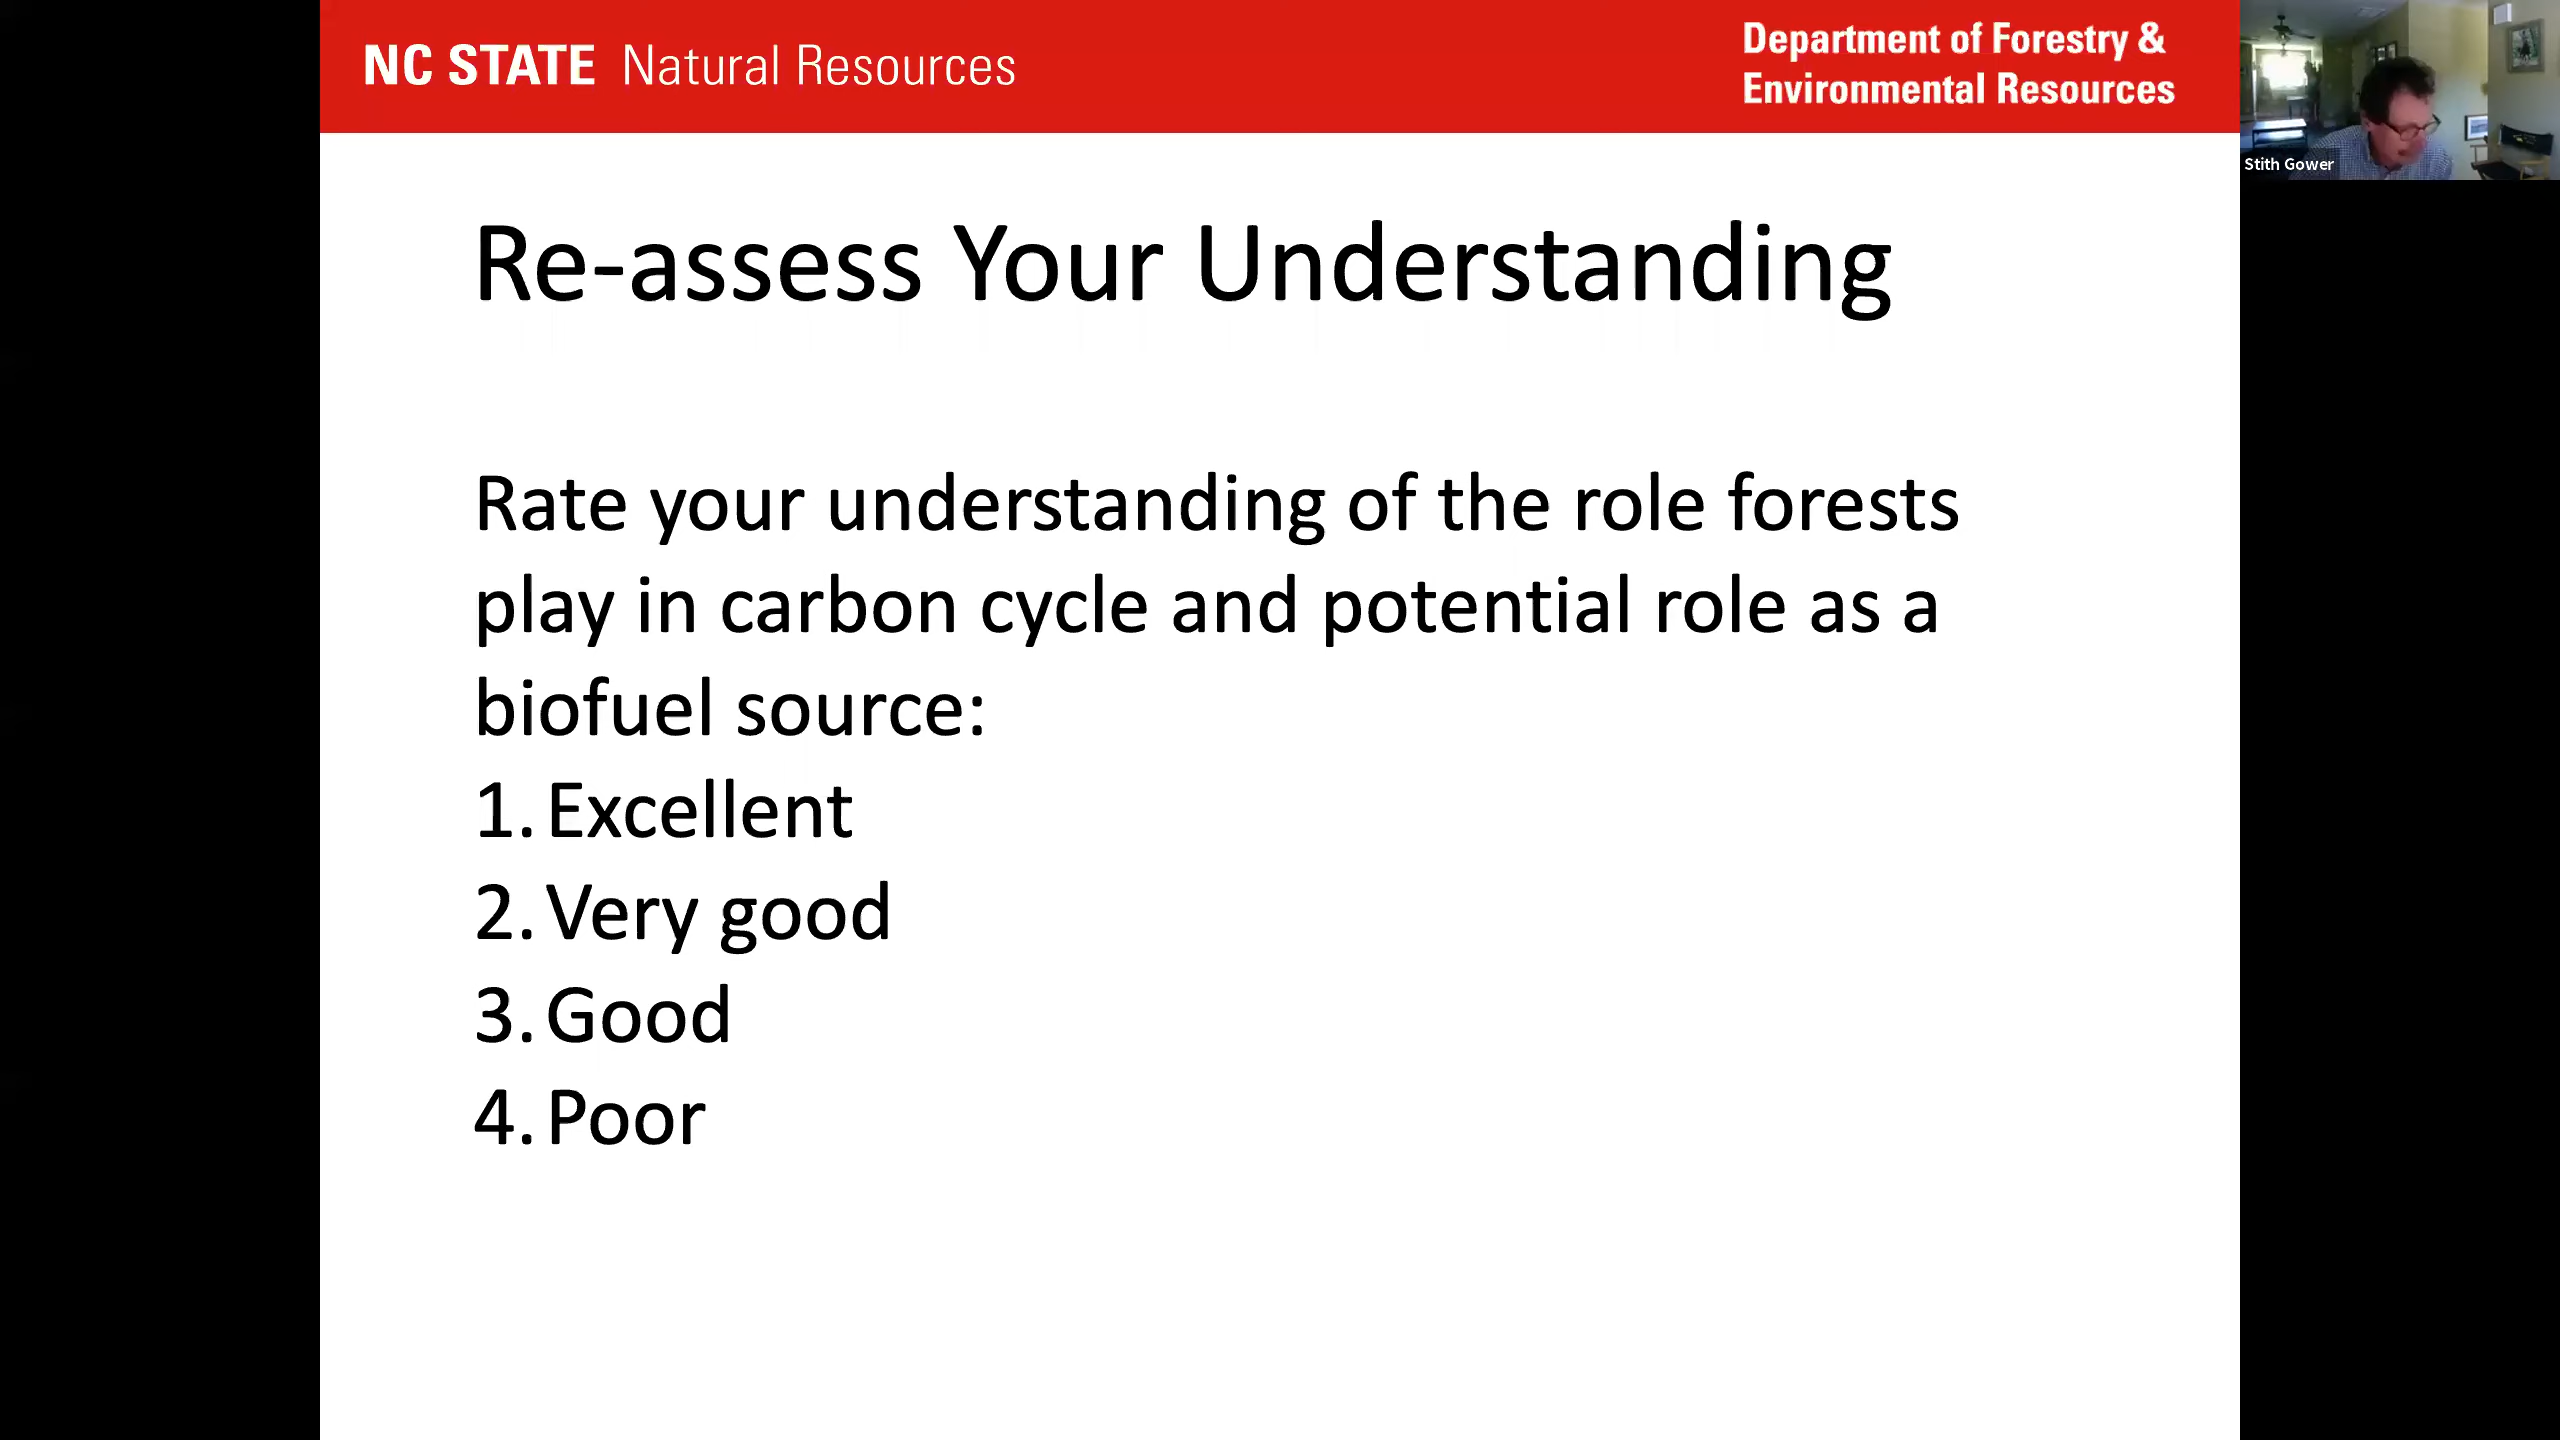 NC STATE Natural Resources
Department of Forestry &
Environmental Resources
Stith Gower
Re-assess Your Understanding
Rate your understanding of the role forests
play in carbon cycle and potential role as a
biofuel source:
1. Excellent
2. Very good
3. Good
4. Poor